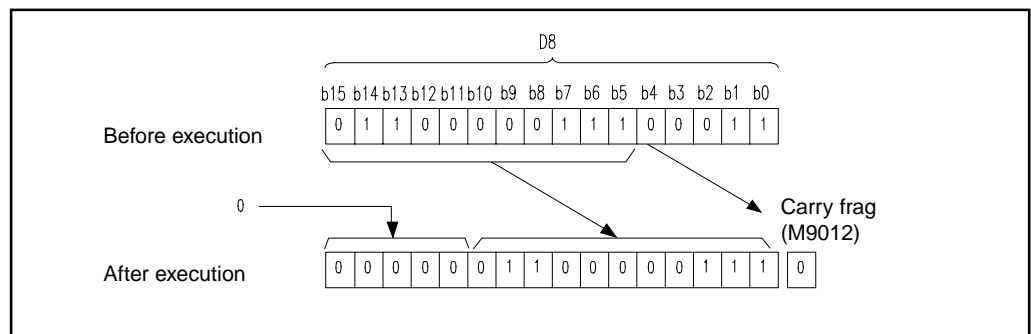 D8
b15 b14 b13 b12 b11 b10 b9 b8 b7 b6 b5 b4 b3 b2 b1 b0
Before execution 0 1 1 0 0 0 0 0 1 1 1 0 0 0 1 1
0
Carry frag
(M9012)
After execution 0 0 0 0 0 0 1 1 0 0 0 0 0 1 1 1 0